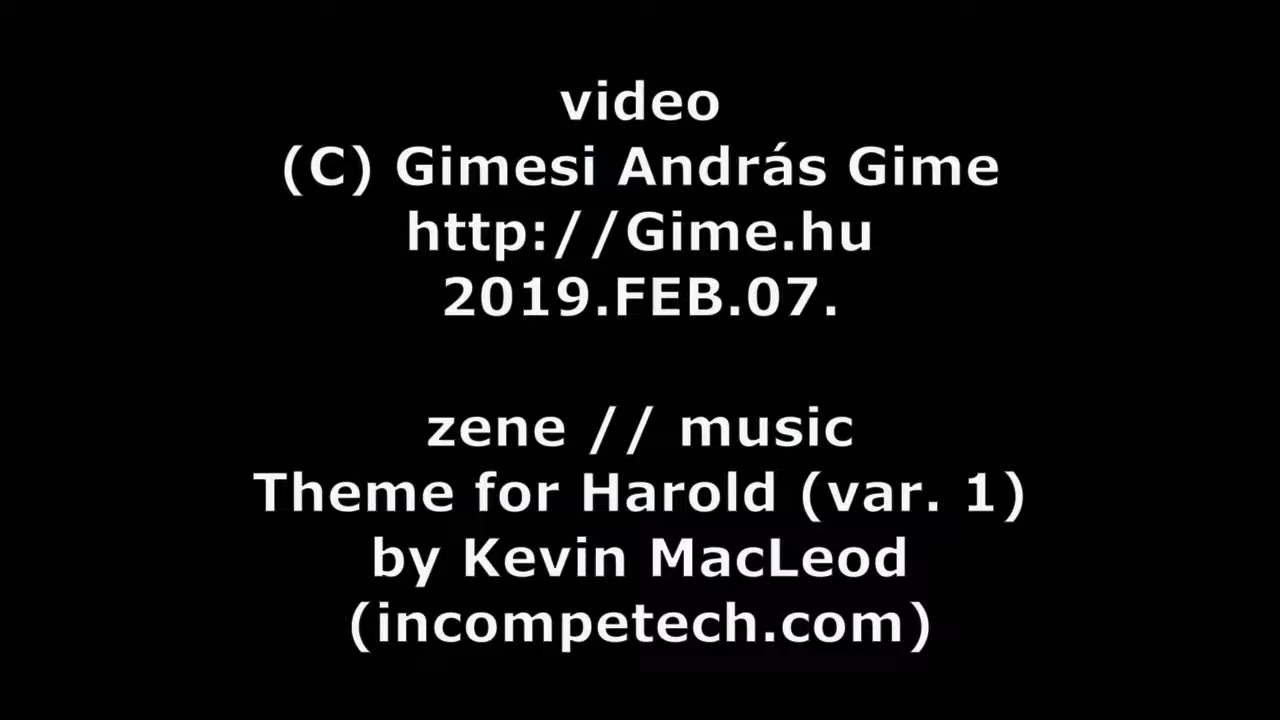 video
(C) Gimesi András Gime
http://Gime.hu
2019.FEB.07.
zene // music
Theme for Harold (var. 1)
by Kevin MacLeod
(incompetech.com)